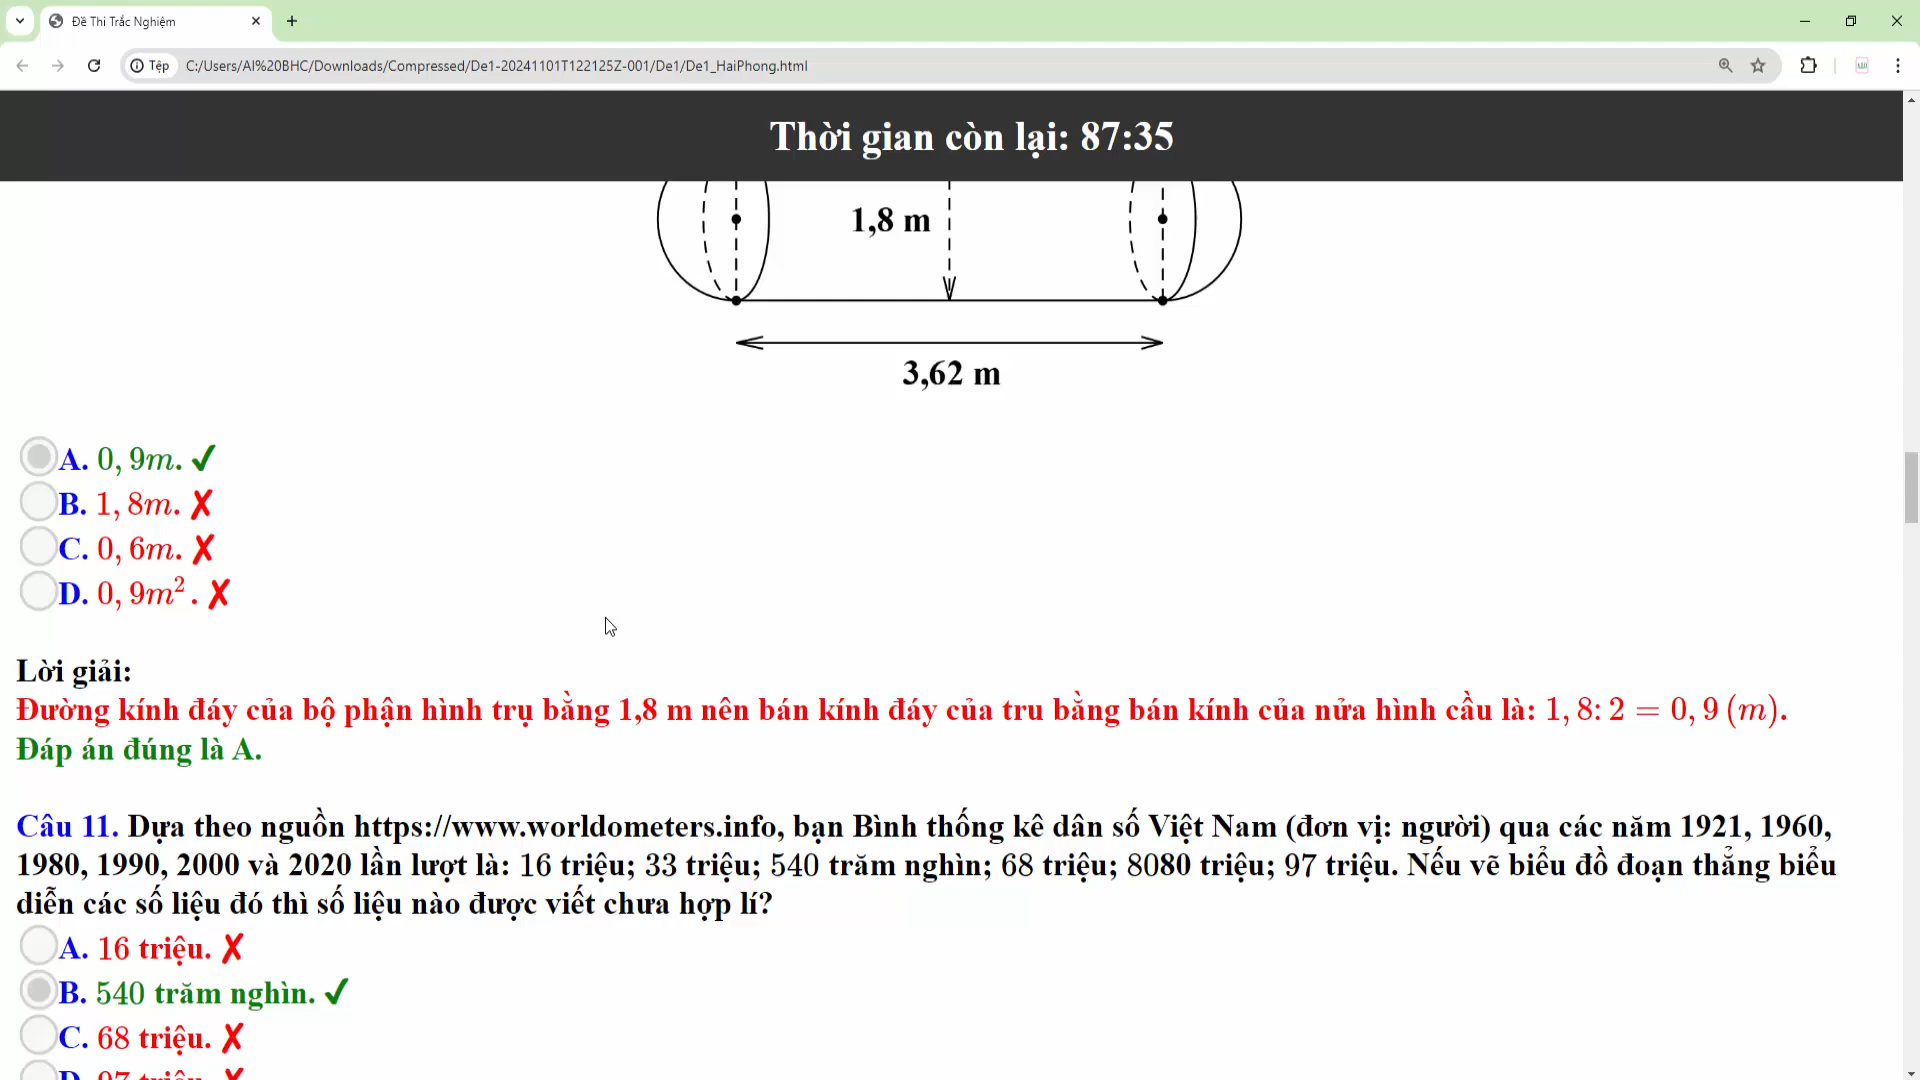 Đề Thi Trắc Nghiệm
Tệp
C:/Users/AI%20BHC/Downloads/Compressed/De1-20241101T122125Z-001/De1/De1_HaiPhong.html
Thời gian còn lại: 87:35
1,8 m
3,62 m
A. 0,9m. ✓
B. 1,8m. ✗
C. 0,6m. ✗
D. 0,9m². ✗
Lời giải:
Đường kính đáy của bộ phận hình trụ bằng 1,8 m nên bán kính đáy của tru bằng bán kính của nửa hình cầu là: 1,8:2 = 0,9 (m).
Đáp án đúng là A.
Câu 11. Dựa theo nguồn https://www.worldometers.info, bạn Bình thống kê dân số Việt Nam (đơn vị: người) qua các năm 1921, 1960,
1980, 1990, 2000 và 2020 lần lượt là: 16 triệu; 33 triệu; 540 trăm nghìn; 68 triệu; 8080 triệu; 97 triệu. Nếu vẽ biểu đồ đoạn thẳng biểu
diễn các số liệu đó thì số liệu nào được viết chưa hợp lí?
A. 16 triệu. ✗
B. 540 trăm nghìn. ✓
C. 68 triệu. ✗
D. 97 triệu. ✗